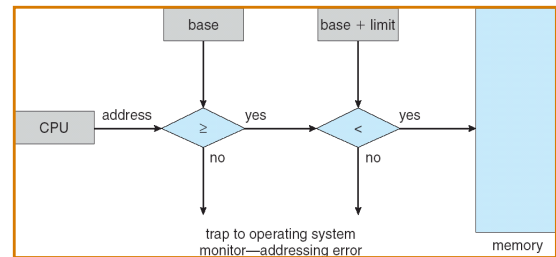 base
base + limit
CPU
address
≥
yes
<
yes
no
no
trap to operating system
monitor—addressing error
memory